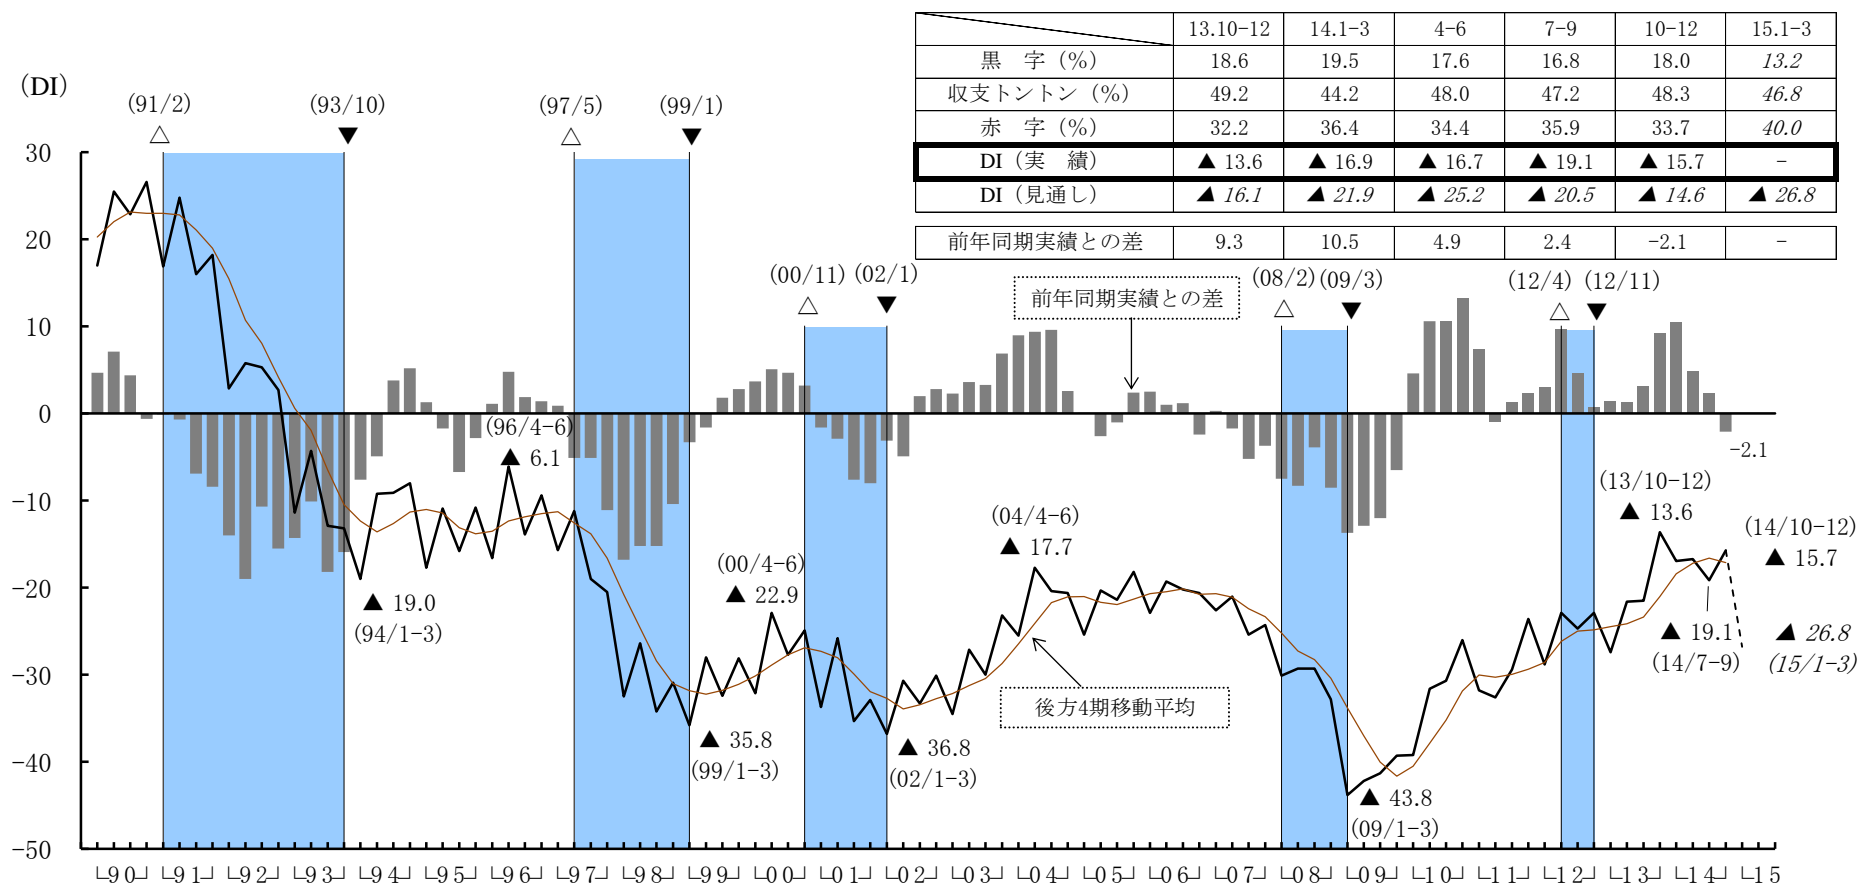 13.10-12 14.1-3 4-6 7-9 10-12 15.1-3
黒　字（%） 18.6 19.5 17.6 16.8 18.0 13.2
収支トントン（%） 49.2 44.2 48.0 47.2 48.3 46.8
赤　字（%） 32.2 36.4 34.4 35.9 33.7 40.0
DI（実　績） ▲ 13.6 ▲ 16.9 ▲ 16.7 ▲ 19.1 ▲ 15.7 -
DI（見通し） ▲ 16.1 ▲ 21.9 ▲ 25.2 ▲ 20.5 ▲ 14.6 ▲ 26.8
前年同期実績との差 9.3 10.5 4.9 2.4 -2.1 -
（DI）
(91/2) (93/10) (97/5) (99/1)
△ ▼ △ ▼
(00/11) (02/1) (08/2) (09/3) (12/4) (12/11)
△ ▼ △ ▼ △ ▼
前年同期実績との差
30
20
10
0
-10
-20
-30
-40
-50
(96/4-6)
▲ 6.1
-2.1
(13/10-12)
▲ 13.6
(04/4-6)
▲ 17.7
(14/10-12)
▲ 15.7
(00/4-6)
▲ 22.9
▲ 19.0
(94/1-3)
▲ 19.1
(14/7-9)
▲ 26.8
(15/1-3)
後方4期移動平均
▲ 35.8
(99/1-3)
▲ 36.8
(02/1-3)
▲ 43.8
(09/1-3)
└90┘ └91┘ └92┘ └93┘ └94┘ └95┘ └96┘ └97┘ └98┘ └99┘ └00┘ └01┘ └02┘ └03┘ └04┘ └05┘ └06┘ └07┘ └08┘ └09┘ └10┘ └11┘ └12┘ └13┘ └14┘ └15